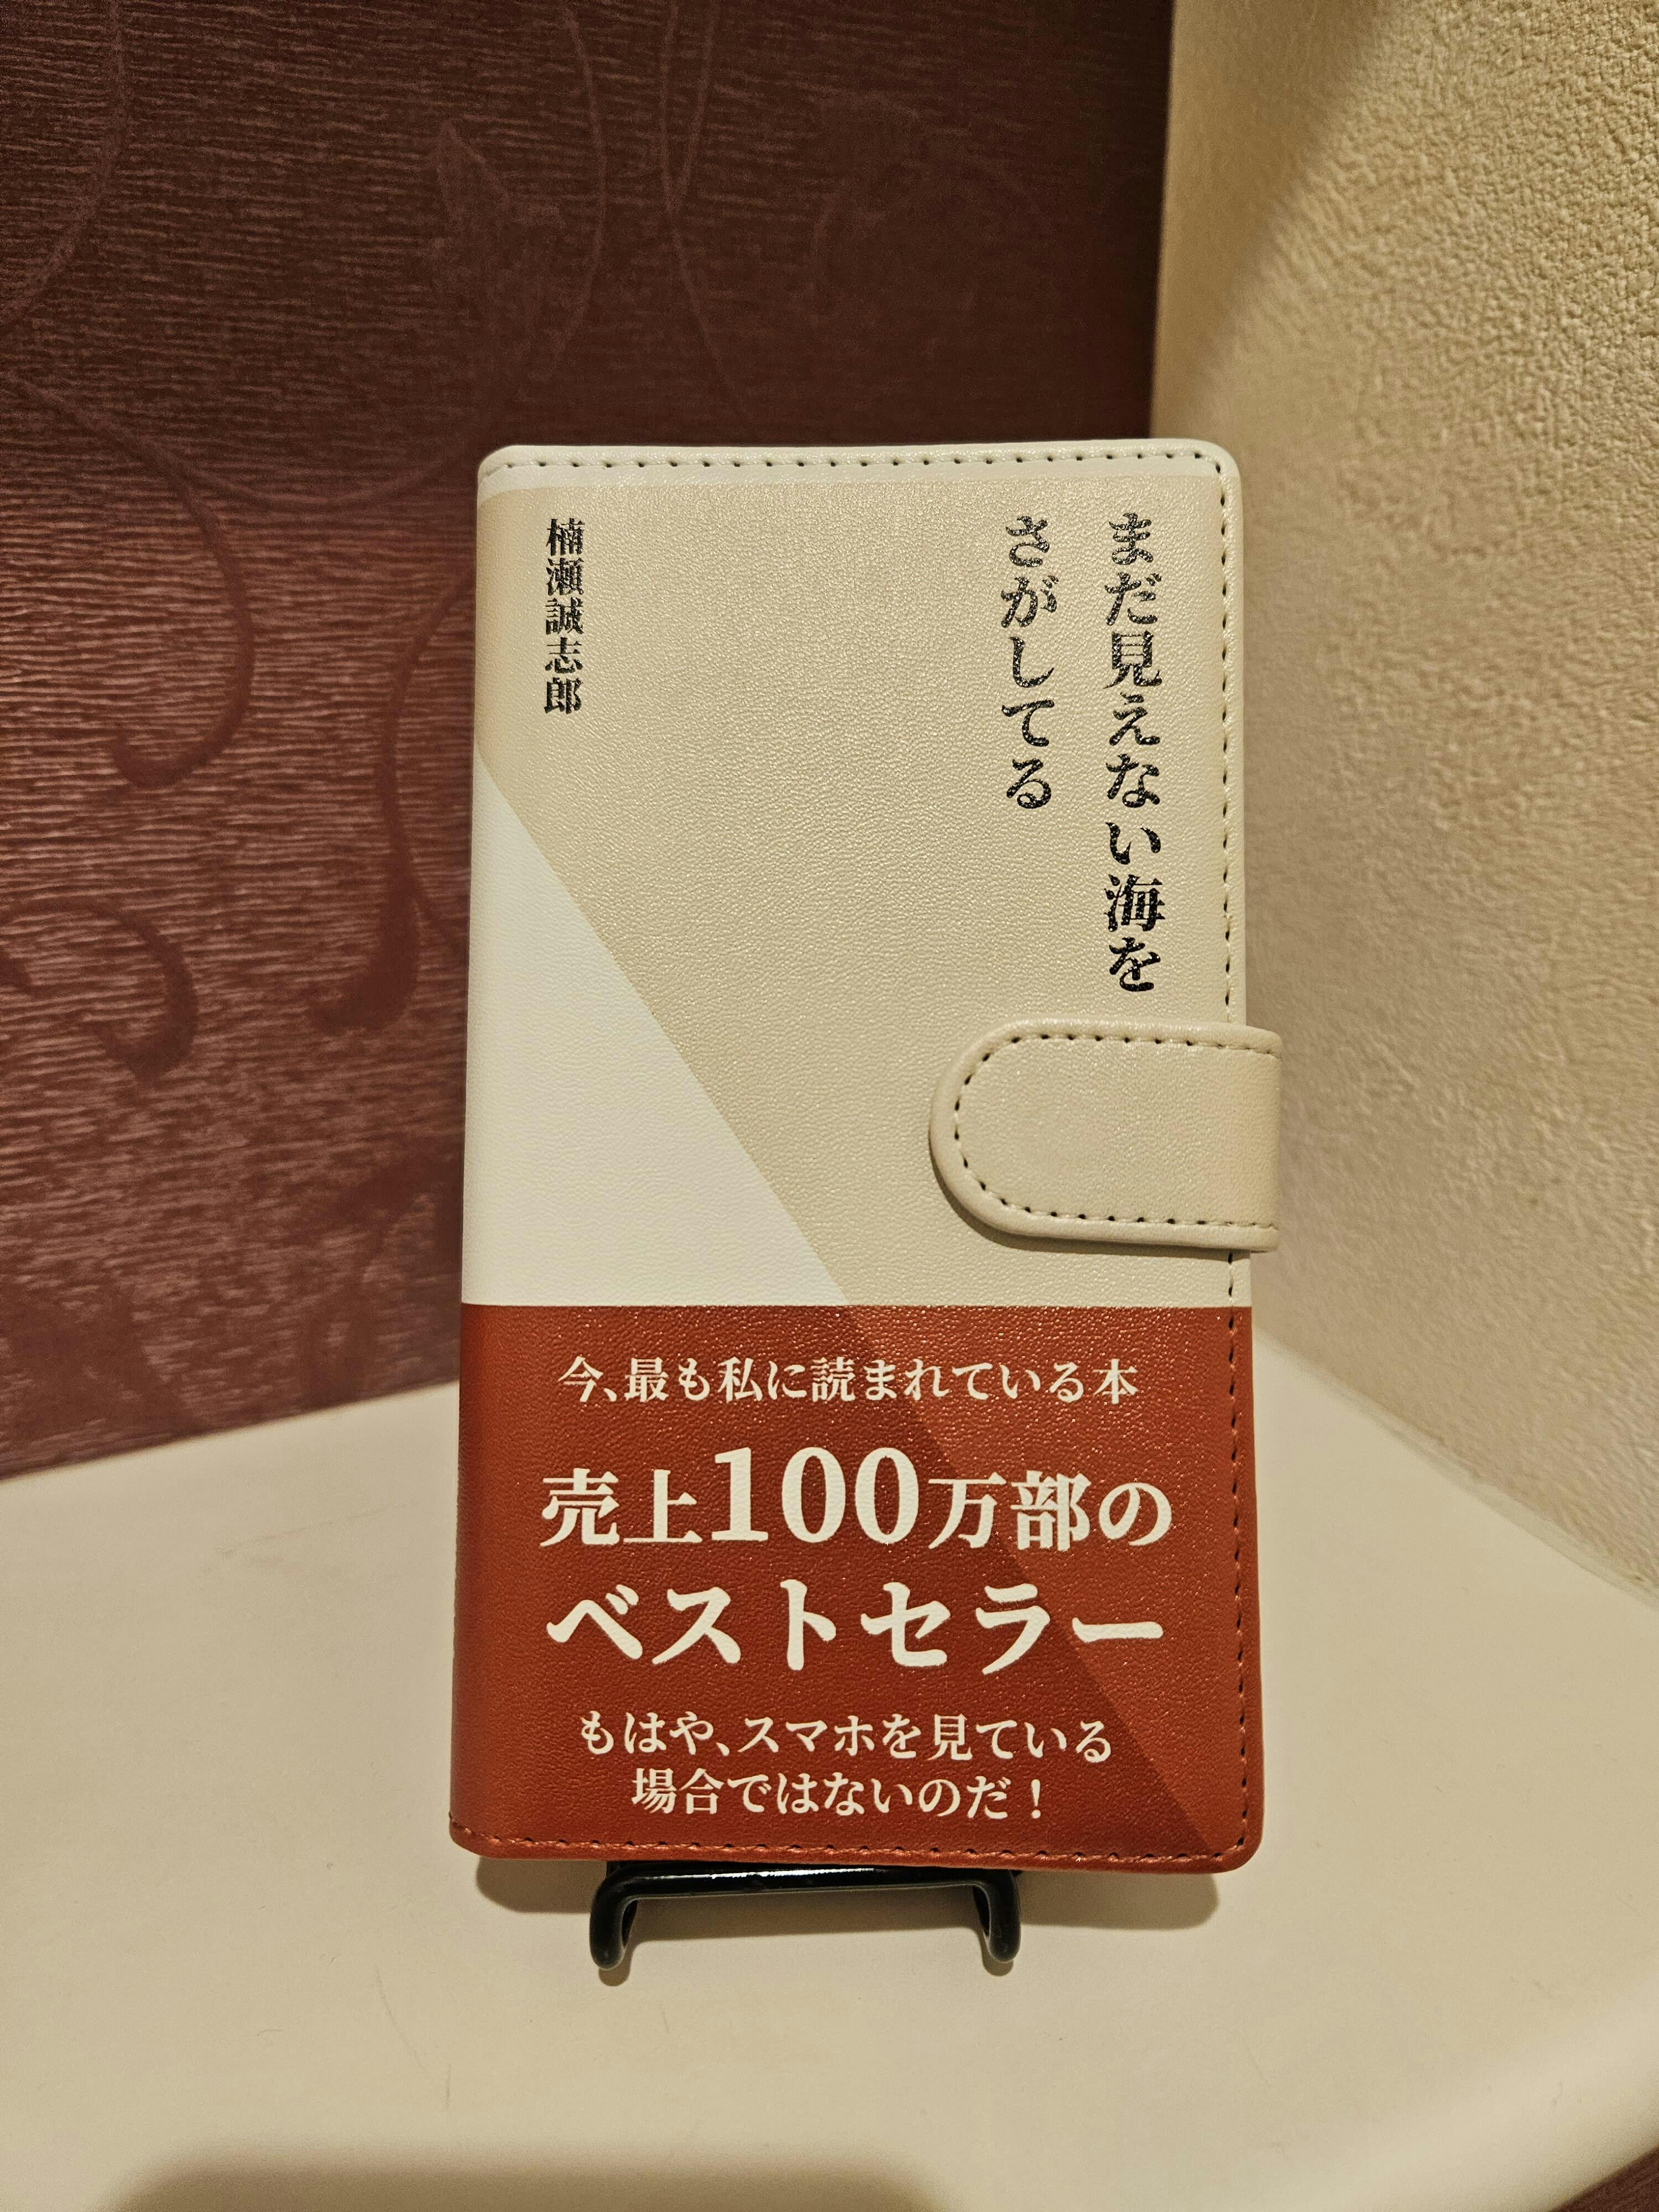 まだ見えない海を
さがしてる
楠瀬誠志郎
今、最も私に読まれている本
売上100万部の
ベストセラー
もはや、スマホを見ている
場合ではないのだ！